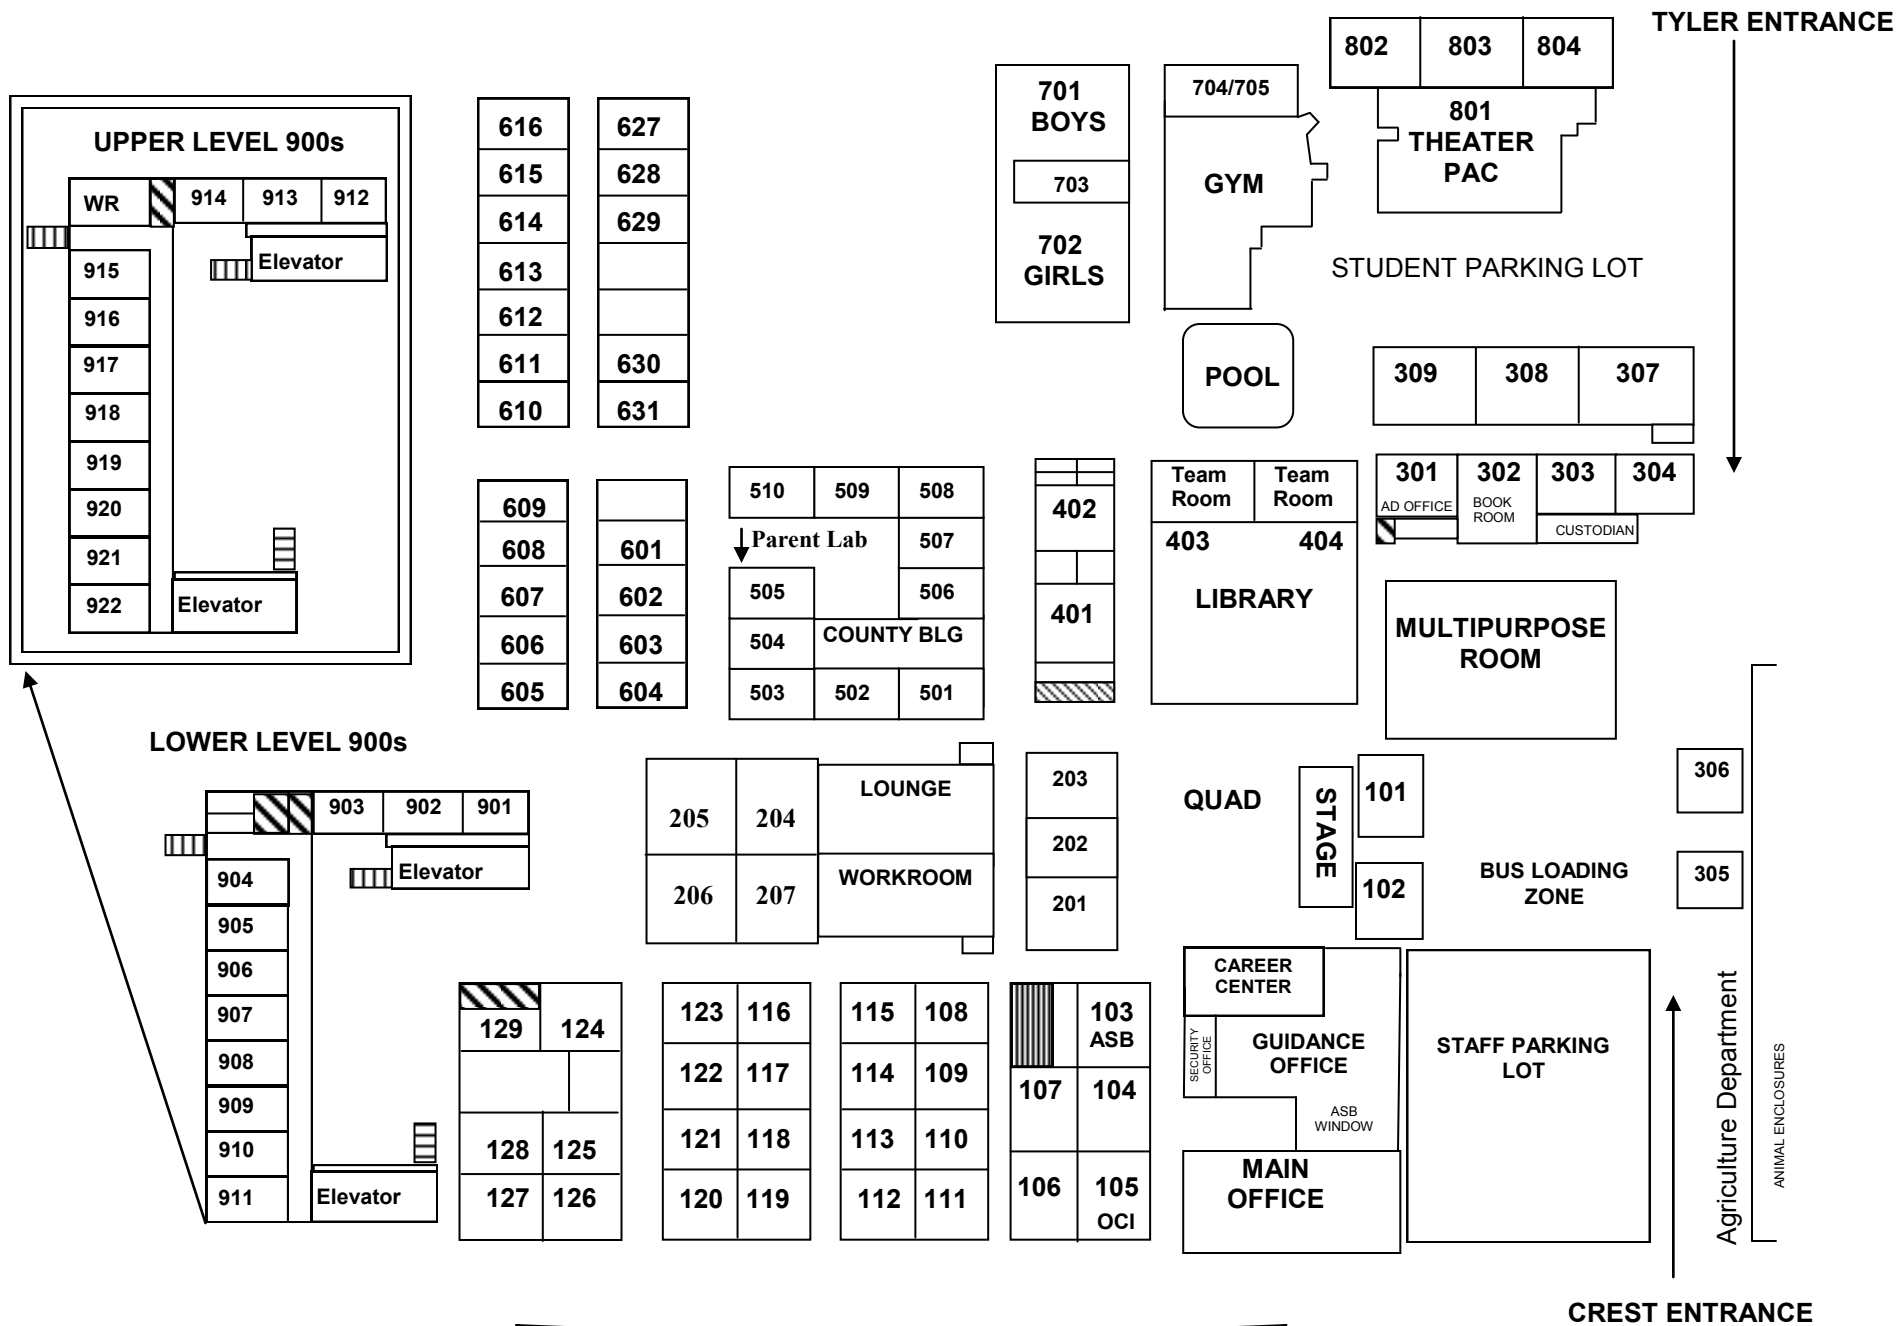 TYLER ENTRANCE
802 803 804
801
THEATER
PAC
701
BOYS
703
702
GIRLS
704/705
GYM
STUDENT PARKING LOT
POOL
309 308 307
UPPER LEVEL 900s
WR 914 913 912
Elevator
915
916
917
918
919
920
921
922
Elevator
616 627
615 628
614 629
613
612
611 630
610 631
609
608 601
607 602
606 603
605 604
510 509 508
Parent Lab 507
505 506
504 COUNTY BLG
503 502 501
402
401
Team
Room
Team
Room
403 404
LIBRARY
301 302 303 304
AD OFFICE
BOOK
ROOM
CUSTODIAN
MULTIPURPOSE
ROOM
LOWER LEVEL 900s
903 902 901
Elevator
904
905
906
907
908
909
910
911
Elevator
205 204
206 207
LOUNGE
WORKROOM
203
202
201
QUAD
STAGE
101
102
306
305
BUS LOADING
ZONE
129 124
128 125
127 126
123 116
122 117
121 118
120 119
115 108
114 109
113 110
112 111
103
ASB
107 104
106 105
OCI
CAREER
CENTER
SECURITY
OFFICE
GUIDANCE
OFFICE
ASB
WINDOW
MAIN
OFFICE
STAFF PARKING
LOT
Agriculture Department
ANIMAL ENCLOSURES
CREST ENTRANCE